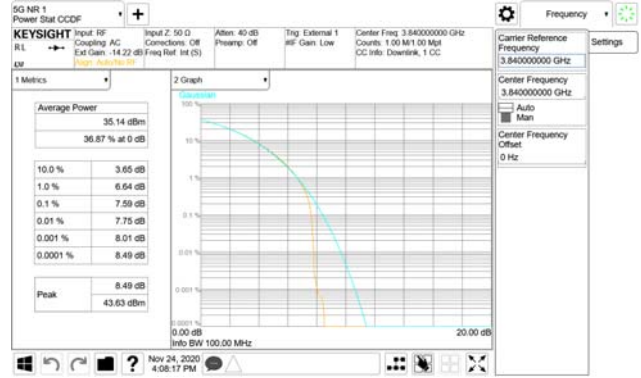 5G NR 1
Power Stat CCDF
Frequency
KEYSIGHT
RL
Input: RF
Coupling: AC
Ext Gain: -14.22 dB
Align: Auto/No RF
Input Z: 50 Ω
Corrections: Off
Freq Ref: Int (S)
Atten: 40 dB
Preamp: Off
Trig: External 1
#IF Gain: Low
Center Freq: 3.840000000 GHz
Counts: 1.00 M/1.00 Mpt
CC Info: Downlink, 1 CC
Carrier Reference
Frequency
3.840000000 GHz
Settings
Center Frequency
3.840000000 GHz
Auto
Man
Center Frequency
Offset
0 Hz
1 Metrics
Average Power
35.14 dBm
36.87 % at 0 dB
10.0 % 3.65 dB
1.0 % 6.64 dB
0.1 % 7.59 dB
0.01 % 7.75 dB
0.001 % 8.01 dB
0.0001 % 8.49 dB
Peak
8.49 dB
43.63 dBm
2 Graph
Gaussian
100 %
10 %
1 %
0.1 %
0.01 %
0.001 %
0.0001 %
0.00 dB
20.00 dB
Info BW 100.00 MHz
Nov 24, 2020
4:08:17 PM